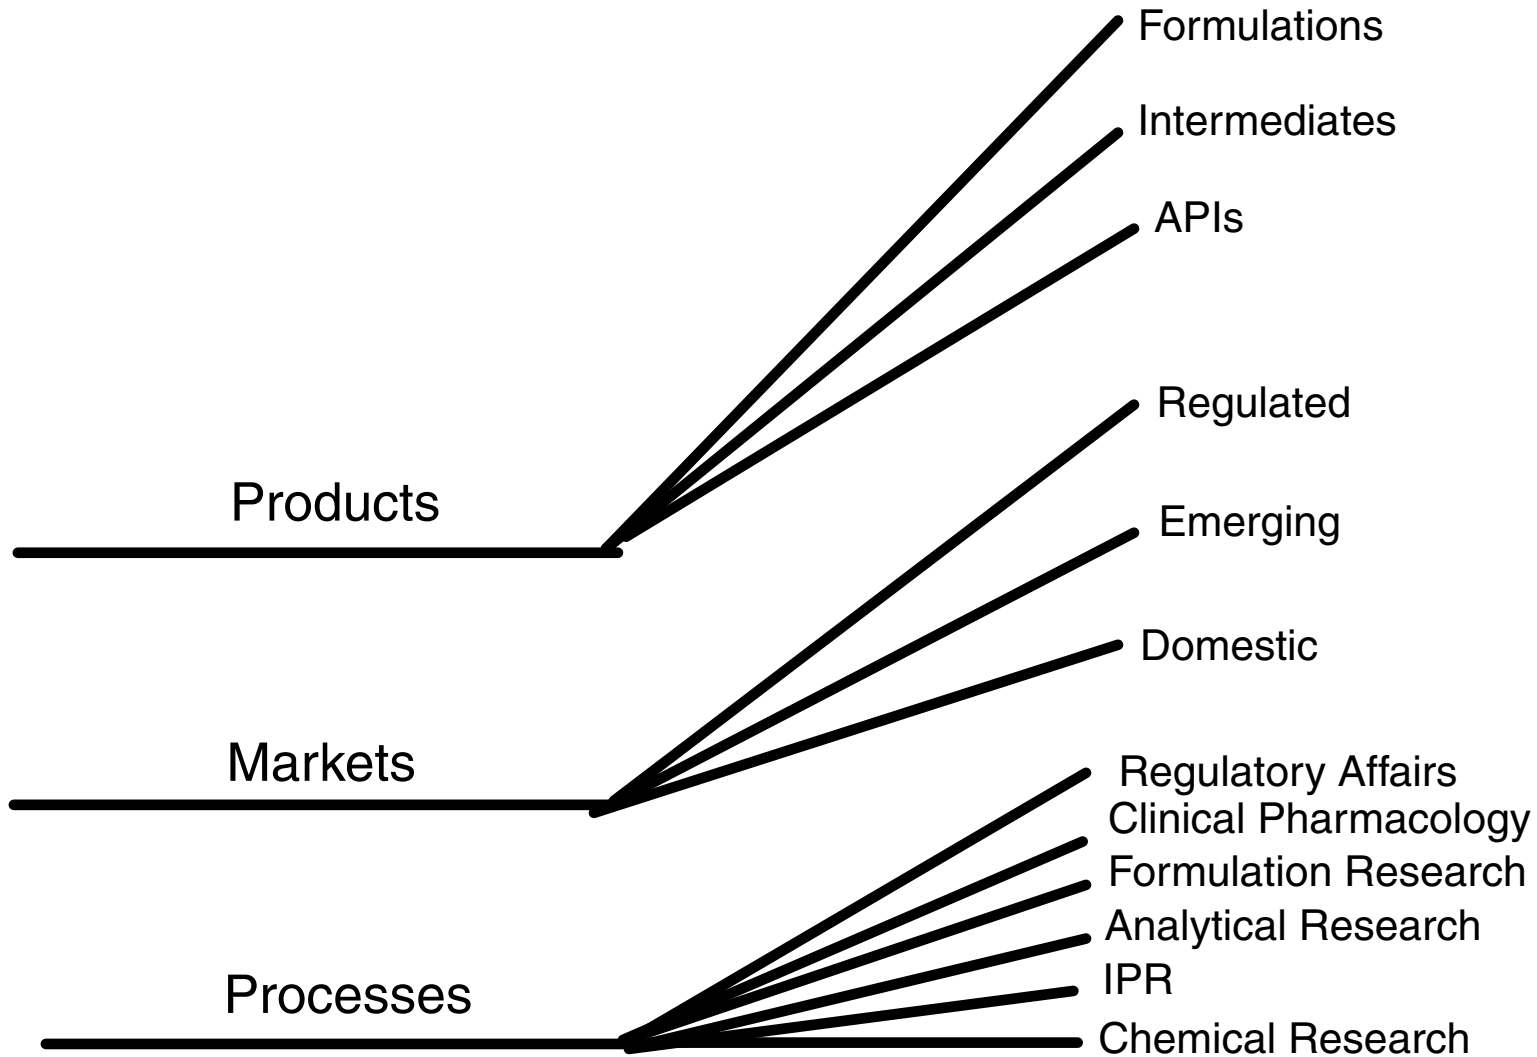 Formulations
Intermediates
APIs
Regulated
Products
Emerging
Domestic
Markets
Regulatory Affairs
Clinical Pharmacology
Formulation Research
Analytical Research
IPR
Processes
Chemical Research